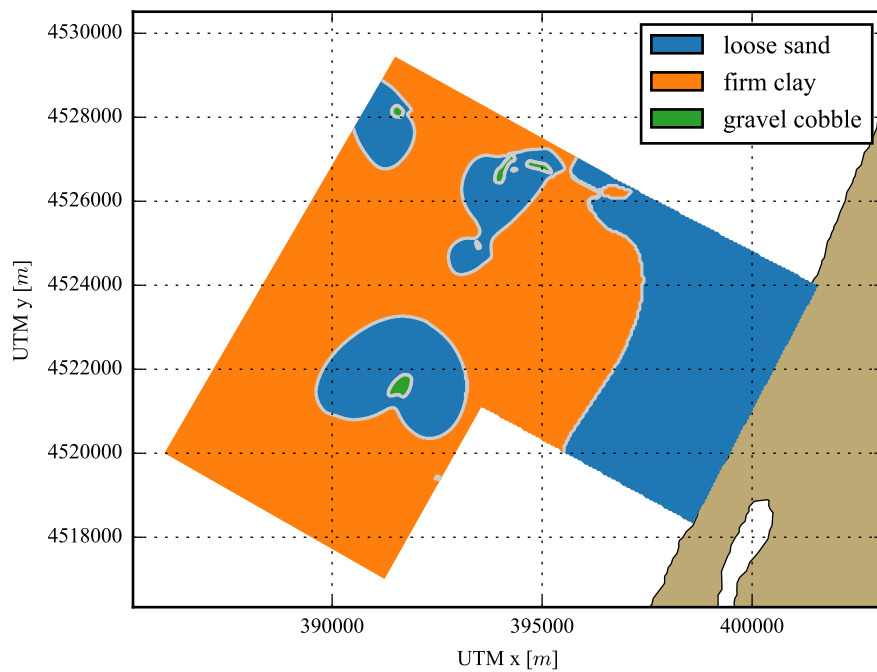 4530000
4528000
4526000
4524000
4522000
4520000
4518000
UTM y [m]
loose sand
firm clay
gravel cobble
390000 395000 400000
UTM x [m]